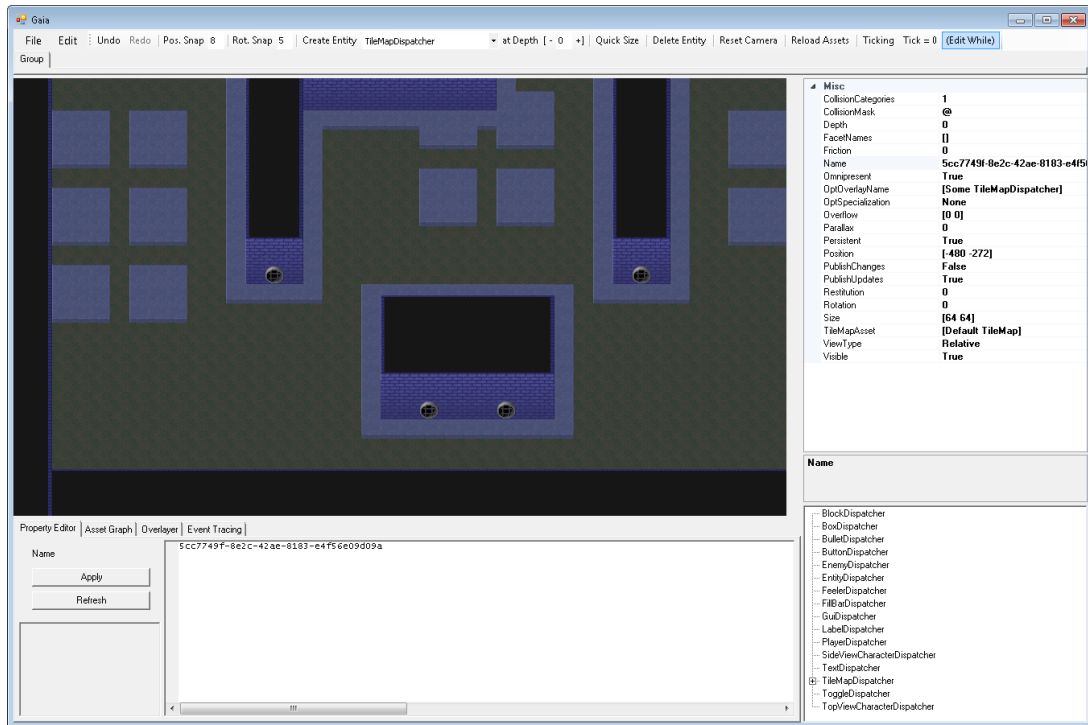 Gaia
File Edit Undo Redo Pos. Snap 8 Rot. Snap 5 Create Entity TileMapDispatcher at Depth [ - 0 +] Quick Size Delete Entity Reset Camera Reload Assets Ticking Tick = 0 (Edit While)
Group
Misc
CollisionCategories 1
CollisionMask @
Depth 0
FacetNames []
Friction 0
Name 5cc7749f-8e2c-42ae-8183-e4f5
Omnipresent True
OptOverlayName [Some TileMapDispatcher]
OptSpecialization None
Overflow [0 0]
Parallax 0
Persistent True
Position [-480 -272]
PublishChanges False
PublishUpdates True
Restitution 0
Rotation 0
Size [64 64]
TileMapAsset [Default TileMap]
ViewType Relative
Visible True
Name
Property Editor Asset Graph Overlayer Event Tracing
Name
Apply
Refresh
5cc7749f-8e2c-42ae-8183-e4f56e09d09a
BlockDispatcher
BoxDispatcher
BulletDispatcher
ButtonDispatcher
EnemyDispatcher
EntityDispatcher
FeelerDispatcher
FillBarDispatcher
GuiDispatcher
LabelDispatcher
PlayerDispatcher
SideViewCharacterDispatcher
TextDispatcher
TileMapDispatcher
ToggleDispatcher
TopViewCharacterDispatcher